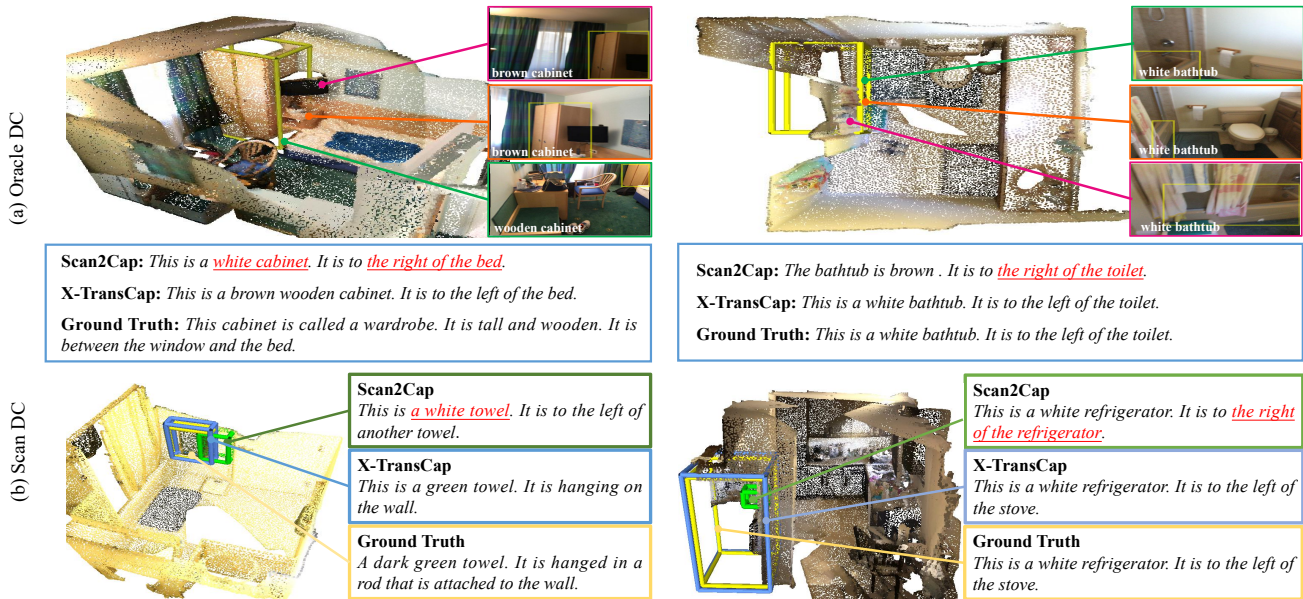 (a) Oracle DC
brown cabinet
brown cabinet
wooden cabinet
white bathtub
white bathtub
white bathtub
Scan2Cap: This is a white cabinet. It is to the right of the bed.
X-TransCap: This is a brown wooden cabinet. It is to the left of the bed.
Ground Truth: This cabinet is called a wardrobe. It is tall and wooden. It is
between the window and the bed.
Scan2Cap: The bathtub is brown . It is to the right of the toilet.
X-TransCap: This is a white bathtub. It is to the left of the toilet.
Ground Truth: This is a white bathtub. It is to the left of the toilet.
(b) Scan DC
Scan2Cap
This is a white towel. It is to the left of
another towel.
X-TransCap
This is a green towel. It is hanging on
the wall.
Ground Truth
A dark green towel. It is hanged in a
rod that is attached to the wall.
Scan2Cap
This is a white refrigerator. It is to the right
of the refrigerator.
X-TransCap
This is a white refrigerator. It is to the left of
the stove.
Ground Truth
This is a white refrigerator. It is to the left of
the stove.